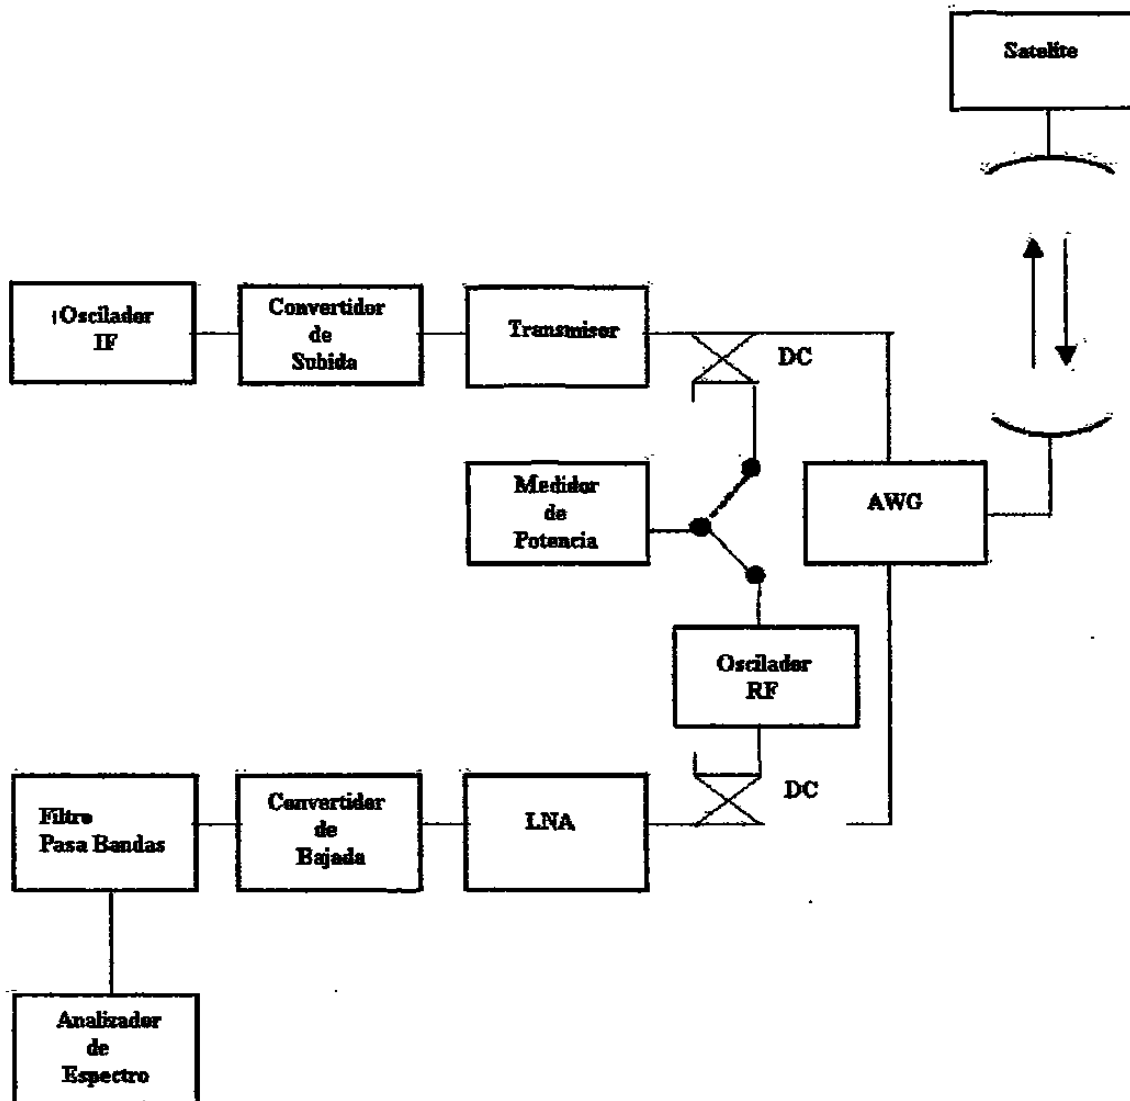 Satelite
Oscilador
IF
Convertidor
de
Subida
Transmisor
DC
Medidor
de
Potencia
AWG
Oscilador
RF
DC
Filtro
Pasa Bandas
Convertidor
de
Bajada
LNA
Analizador
de
Espectro